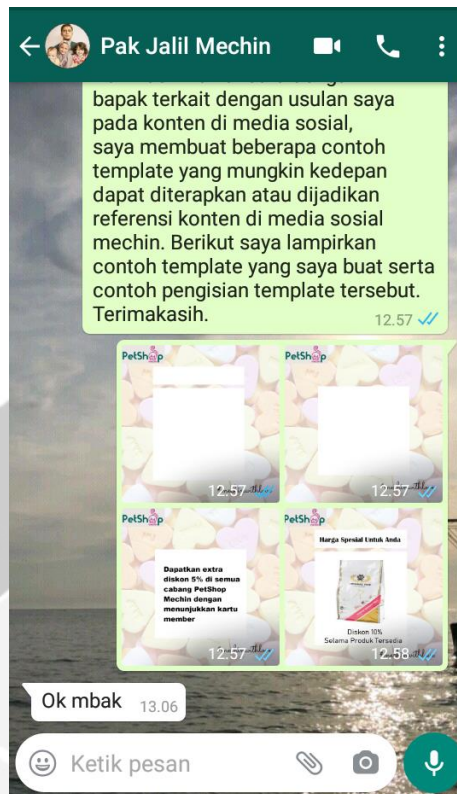 Pak Jalil Mechin
bapak terkait dengan usulan saya
pada konten di media sosial,
saya membuat beberapa contoh
template yang mungkin kedepan
dapat diterapkan atau dijadikan
referensi konten di media sosial
mechin. Berikut saya lampirkan
contoh template yang saya buat serta
contoh pengisian template tersebut.
Terimakasih.
12.57
PetShop
12.57
PetShop
12.57
PetShop
Dapatkan extra
diskon 5% di semua
cabang PetShop
Mechin dengan
menunjukkan kartu
member
12.57
PetShop
Harga Spesial Untuk Anda
Diskon 10%
Selama Produk Tersedia
12.58
Ok mbak
13.06
Ketik pesan